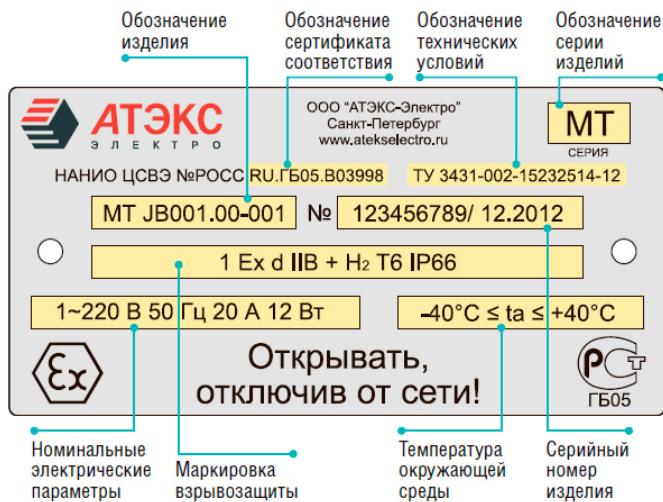 Обозначение
изделия
Обозначение
сертификата
соответствия
Обозначение
технических
условий
Обозначение
серии
изделий
АТЭКС
ЭЛЕКТРО
ООО "АТЭКС-Электро"
Санкт-Петербург
www.atekselectro.ru
МТ
СЕРИЯ
НАНИО ЦСВЭ №РОСС RU.ГБ05.В03998 ТУ 3431-002-15232514-12
МТ JB001.00-001 № 123456789/ 12.2012
1 Ex d IIB + H₂ T6 IP66
1~220 В 50 Гц 20 А 12 Вт -40°C ≤ ta ≤ +40°C
Ex
Открывать,
отключив от сети!
РСТ
ГБ05
Номинальные
электрические
параметры
Маркировка
взрывозащиты
Температура
окружающей
среды
Серийный
номер
изделия